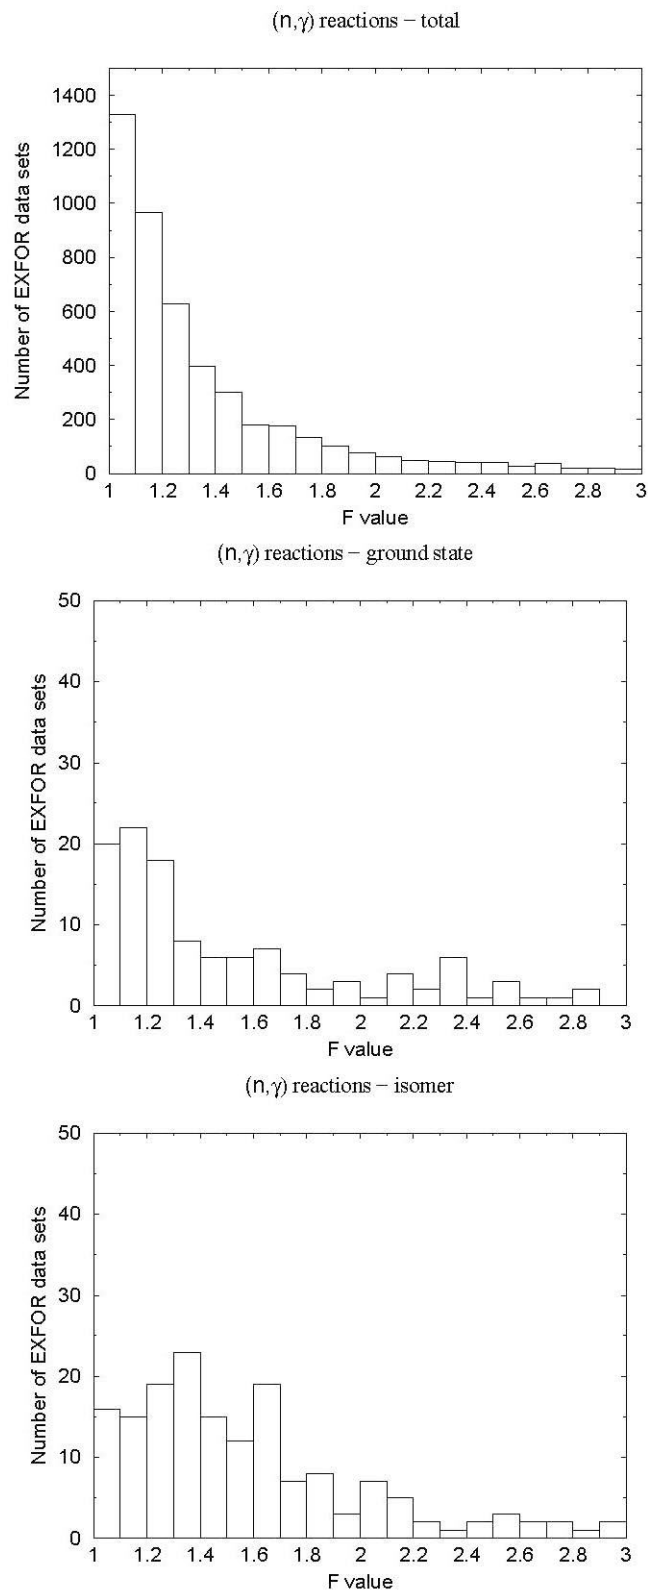 (n,γ) reactions − total
1400
1200
1000
800
600
400
200
0
Number of EXFOR data sets
1 1.2 1.4 1.6 1.8 2 2.2 2.4 2.6 2.8 3
F value
(n,γ) reactions − ground state
50
40
30
20
10
0
Number of EXFOR data sets
1 1.2 1.4 1.6 1.8 2 2.2 2.4 2.6 2.8 3
F value
(n,γ) reactions − isomer
50
40
30
20
10
0
Number of EXFOR data sets
1 1.2 1.4 1.6 1.8 2 2.2 2.4 2.6 2.8 3
F value